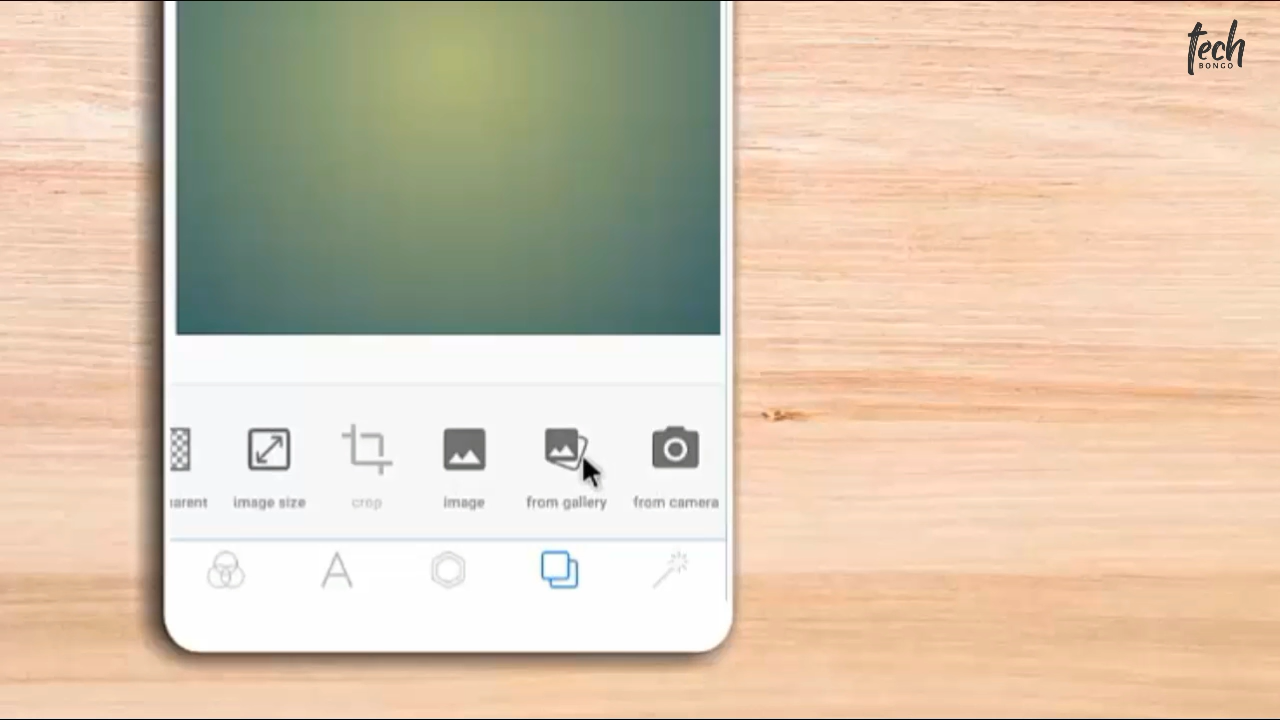 tech
BONGO
arent
image size
crop
image
from gallery
from camera